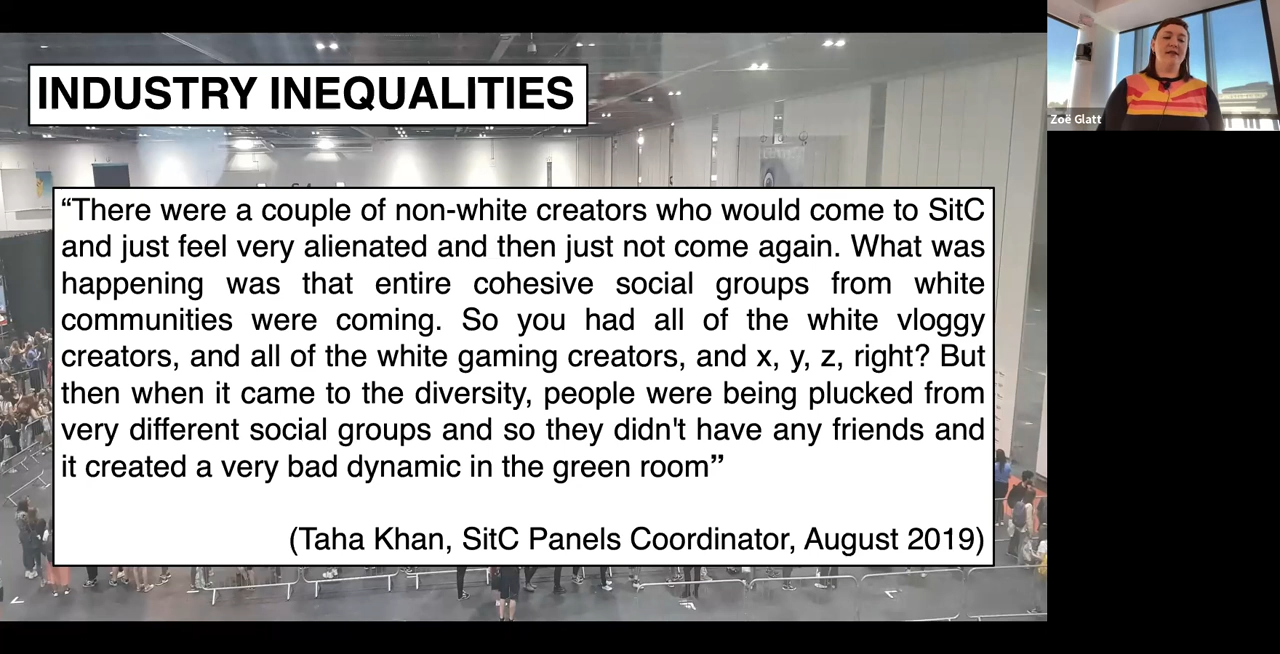 INDUSTRY INEQUALITIES
“There were a couple of non-white creators who would come to SitC
and just feel very alienated and then just not come again. What was
happening was that entire cohesive social groups from white
communities were coming. So you had all of the white vloggy
creators, and all of the white gaming creators, and x, y, z, right? But
then when it came to the diversity, people were being plucked from
very different social groups and so they didn't have any friends and
it created a very bad dynamic in the green room”
(Taha Khan, SitC Panels Coordinator, August 2019)
Zoë Glatt